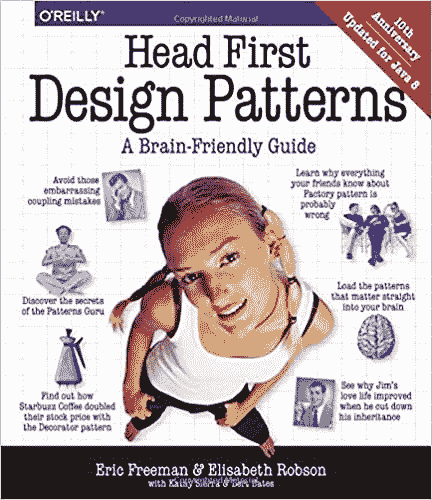 Copyrighted Material
O'REILLY®
10th
Anniversary
Updated for Java 8
Head First
Design Patterns
A Brain-Friendly Guide
Avoid those
embarrassing
coupling mistakes
Learn why everything
your friends know about
Factory pattern is
probably
wrong
Discover the secrets
of the Patterns Guru
Load the patterns
that matter straight
into your brain
Find out how
Starbuzz Coffee doubled
their stock price with
the Decorator pattern
See why Jim's
love life improved
when he cut down
his inheritance
Eric Freeman & Elisabeth Robson
with Kathy Sierra & Bert Bates
Copyrighted Material